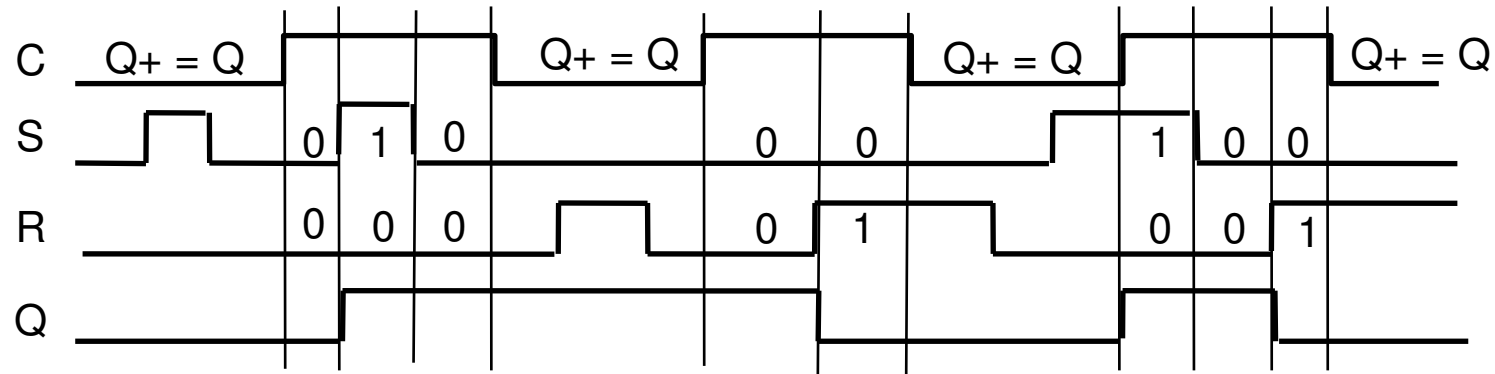 C Q+ = Q Q+ = Q Q+ = Q Q+ = Q
S 0 1 0 0 0 1 0 0
R 0 0 0 0 1 0 0 1
Q